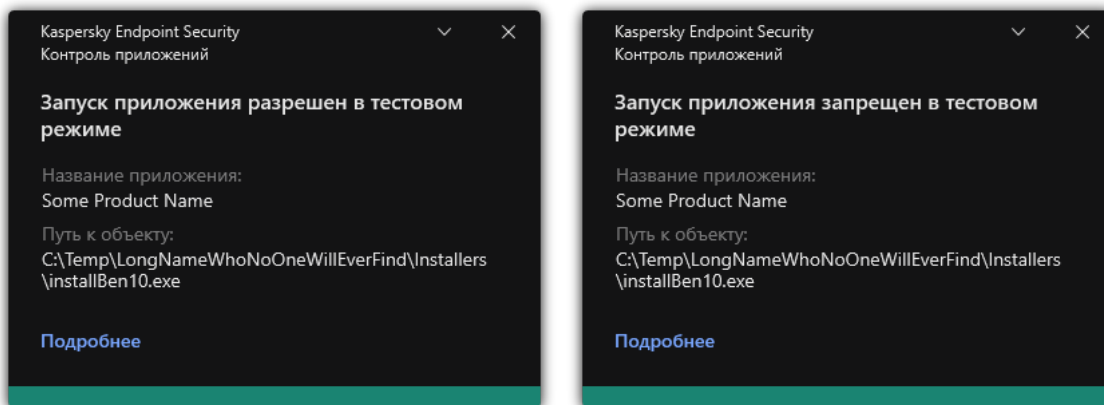 Kaspersky Endpoint Security
Контроль приложений
Запуск приложения разрешен в тестовом
режиме
Название приложения:
Some Product Name
Путь к объекту:
C:\Temp\LongNameWhoNoOneWillEverFind\Installers
\installBen10.exe
Подробнее
Kaspersky Endpoint Security
Контроль приложений
Запуск приложения запрещен в тестовом
режиме
Название приложения:
Some Product Name
Путь к объекту:
C:\Temp\LongNameWhoNoOneWillEverFind\Installers
\installBen10.exe
Подробнее